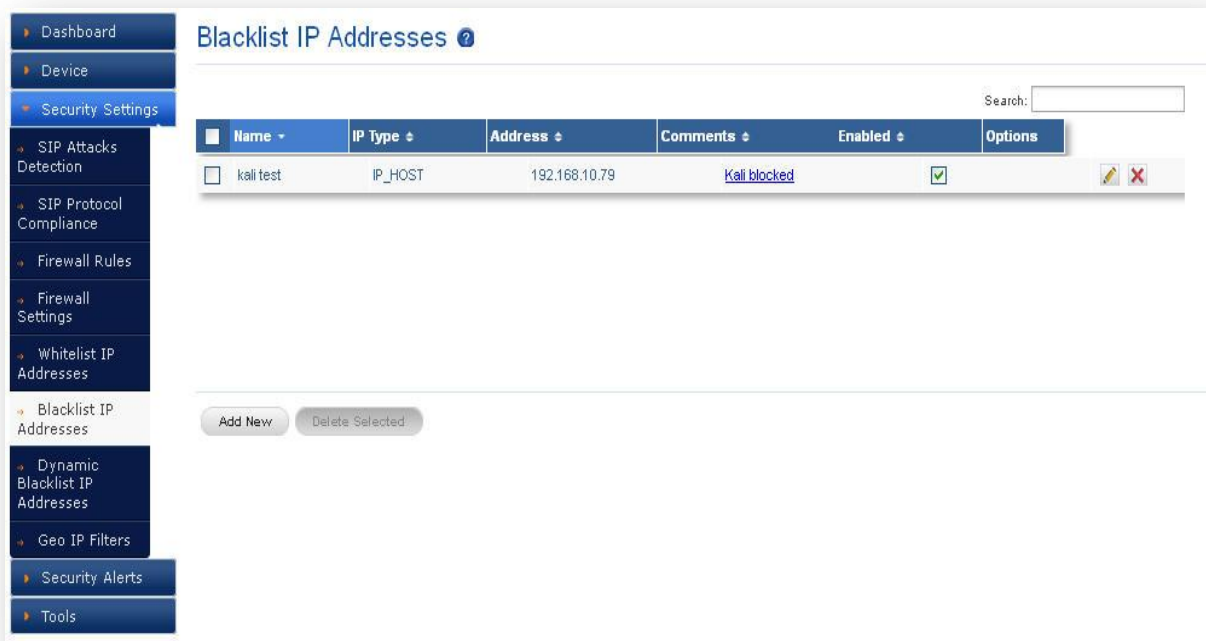 Dashboard
Device
Security Settings
SIP Attacks
Detection
SIP Protocol
Compliance
Firewall Rules
Firewall
Settings
Whitelist IP
Addresses
Blacklist IP
Addresses
Dynamic
Blacklist IP
Addresses
Geo IP Filters
Security Alerts
Tools
Blacklist IP Addresses ?
Search:
Name IP Type Address Comments Enabled Options
kali test IP_HOST 192.168.10.79 Kali blocked
Add New Delete Selected